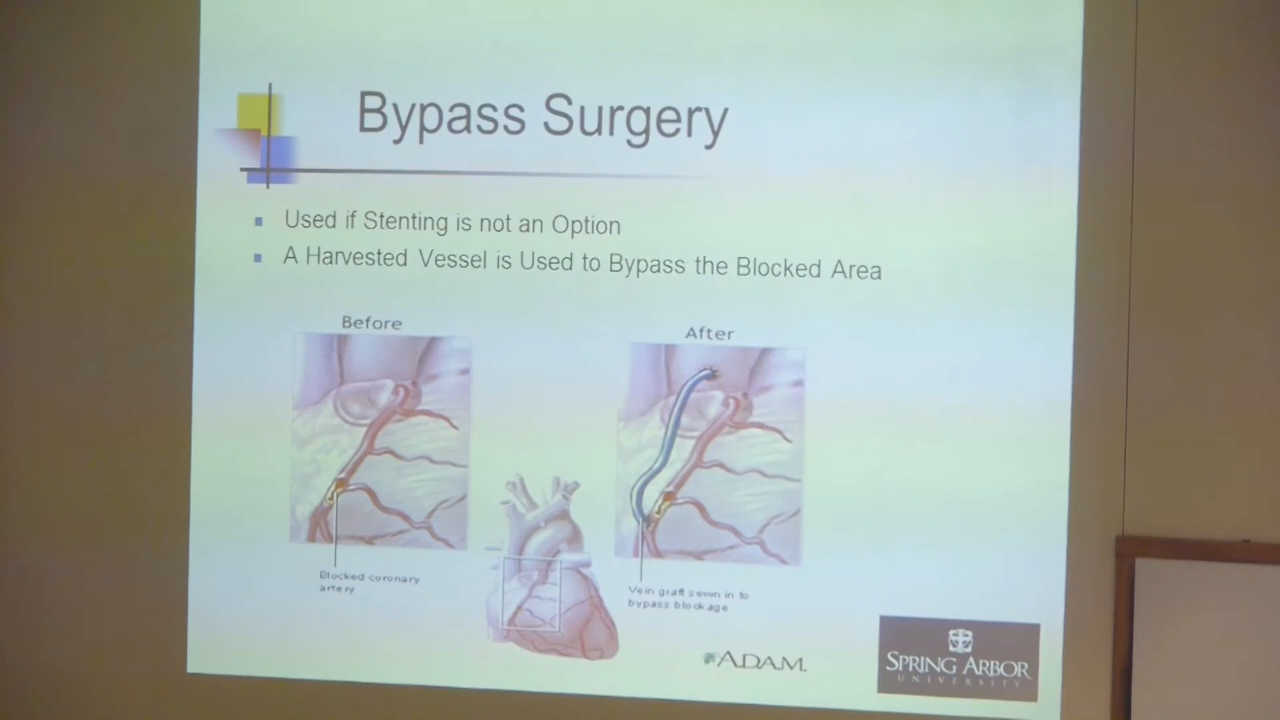 Bypass Surgery
Used if Stenting is not an Option
A Harvested Vessel is Used to Bypass the Blocked Area
Before
After
Blocked coronary
artery
Vein graft sewn in to
bypass blockage
ADAM.
SPRING ARBOR
UNIVERSITY